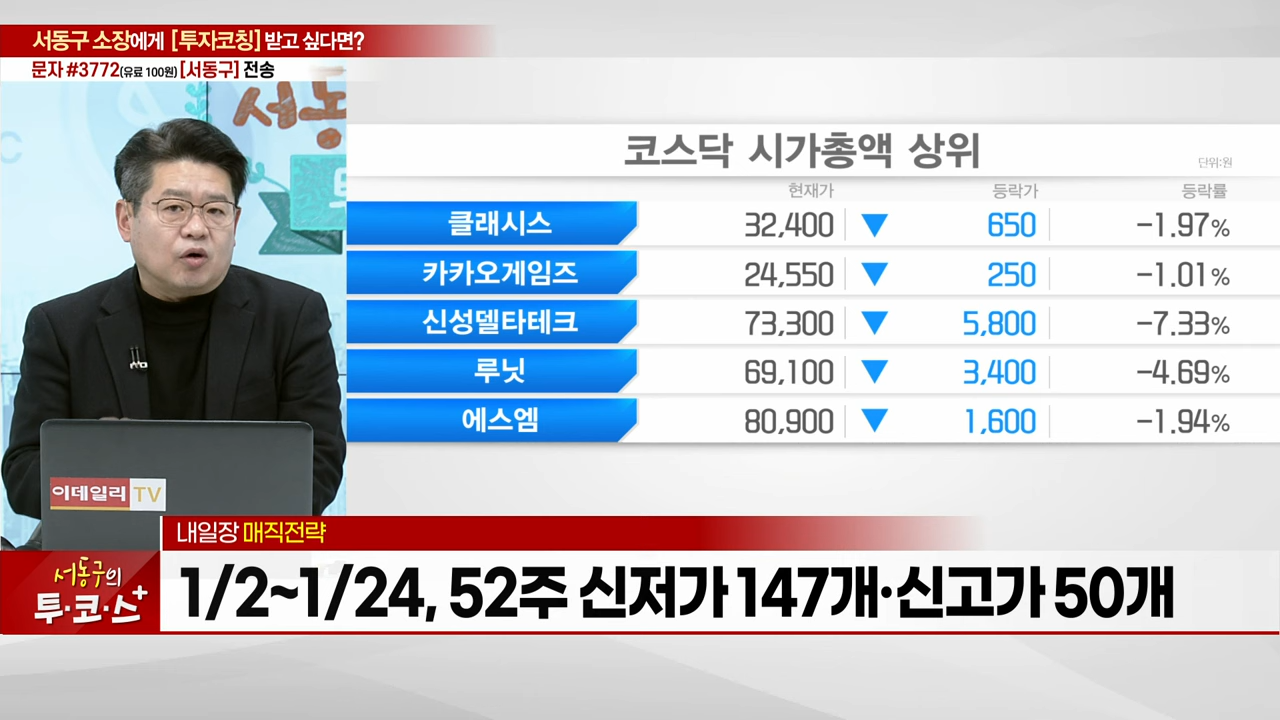 서동구 소장에게 [투자코칭] 받고 싶다면?
문자 #3772(유료 100원) [서동구] 전송
서동
코스닥 시가총액 상위
단위:원
현재가 등락가 등락률
클래시스 32,400 ▼ 650 -1.97%
카카오게임즈 24,550 ▼ 250 -1.01%
신성델타테크 73,300 ▼ 5,800 -7.33%
루닛 69,100 ▼ 3,400 -4.69%
에스엠 80,900 ▼ 1,600 -1.94%
이데일리 TV
내일장 매직전략
서동구의
투·코·스+
1/2~1/24, 52주 신저가 147개·신고가 50개